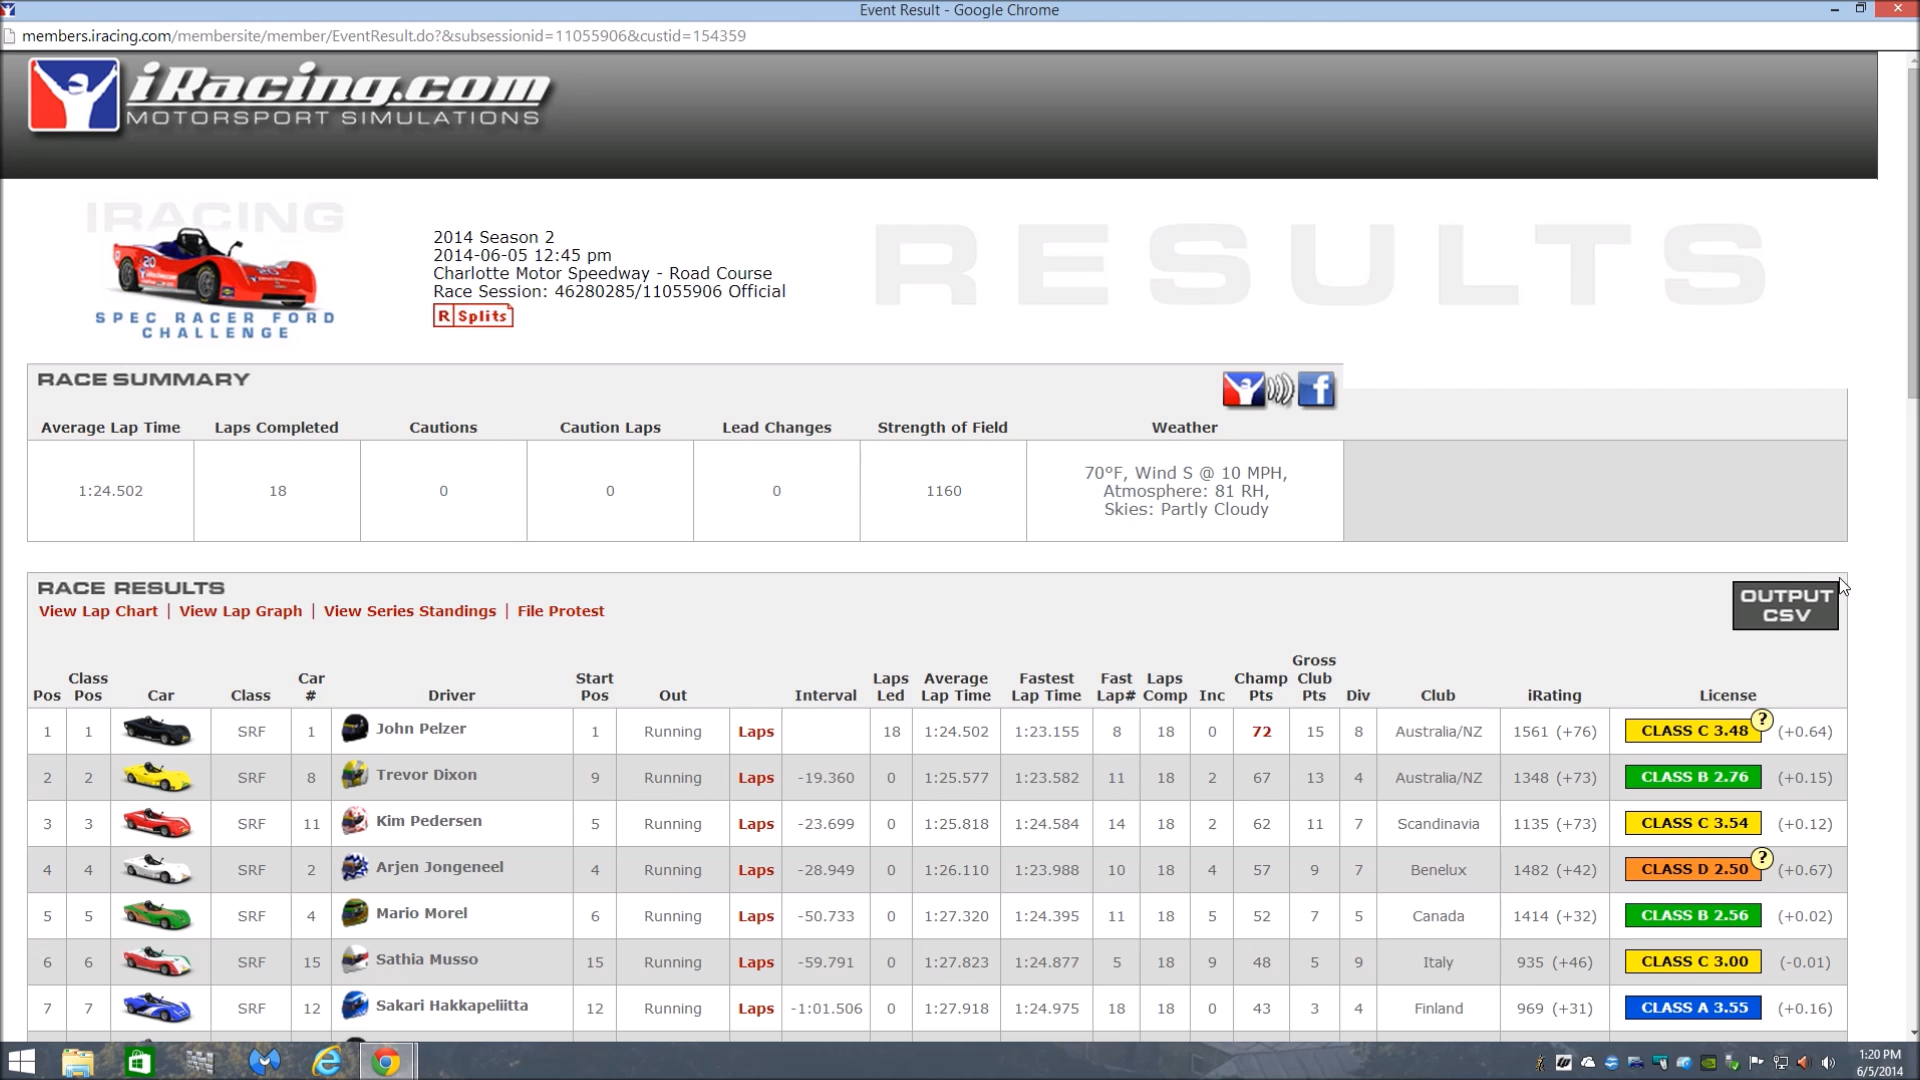 Event Result - Google Chrome
members.iracing.com/membersite/member/EventResult.do?&subsessionid=11055906&custid=154359
iRacing.com
MOTORSPORT SIMULATIONS
IRACING
20
SPEC RACER FORD
CHALLENGE
2014 Season 2
2014-06-05 12:45 pm
Charlotte Motor Speedway - Road Course
Race Session: 46280285/11055906 Official
R Splits
RESULTS
RACE SUMMARY
Average Lap Time Laps Completed Cautions Caution Laps Lead Changes Strength of Field Weather
1:24.502 18 0 0 0 1160 70°F, Wind S @ 10 MPH,
Atmosphere: 81 RH,
Skies: Partly Cloudy
RACE RESULTS
View Lap Chart | View Lap Graph | View Series Standings | File Protest
OUTPUT
CSV
Pos Class Pos Car Class Car # Driver Start Pos Out Interval Laps Led Average Lap Time Fastest Lap Time Fast Lap# Laps Comp Inc Champ Pts Gross Club Pts Div Club iRating License
1 1 SRF 1 John Pelzer 1 Running Laps 18 1:24.502 1:23.155 8 18 0 72 15 8 Australia/NZ 1561 (+76) CLASS C 3.48 ? (+0.64)
2 2 SRF 8 Trevor Dixon 9 Running Laps -19.360 0 1:25.577 1:23.582 11 18 2 67 13 4 Australia/NZ 1348 (+73) CLASS B 2.76 (+0.15)
3 3 SRF 11 Kim Pedersen 5 Running Laps -23.699 0 1:25.818 1:24.584 14 18 2 62 11 7 Scandinavia 1135 (+73) CLASS C 3.54 (+0.12)
4 4 SRF 2 Arjen Jongeneel 4 Running Laps -28.949 0 1:26.110 1:23.988 10 18 4 57 9 7 Benelux 1482 (+42) CLASS D 2.50 ? (+0.67)
5 5 SRF 4 Mario Morel 6 Running Laps -50.733 0 1:27.320 1:24.395 11 18 5 52 7 5 Canada 1414 (+32) CLASS B 2.56 (+0.02)
6 6 SRF 15 Sathia Musso 15 Running Laps -59.791 0 1:27.823 1:24.877 5 18 9 48 5 9 Italy 935 (+46) CLASS C 3.00 (-0.01)
7 7 SRF 12 Sakari Hakkapeliitta 12 Running Laps -1:01.506 0 1:27.918 1:24.975 18 18 0 43 3 4 Finland 969 (+31) CLASS A 3.55 (+0.16)
1:20 PM
6/5/2014